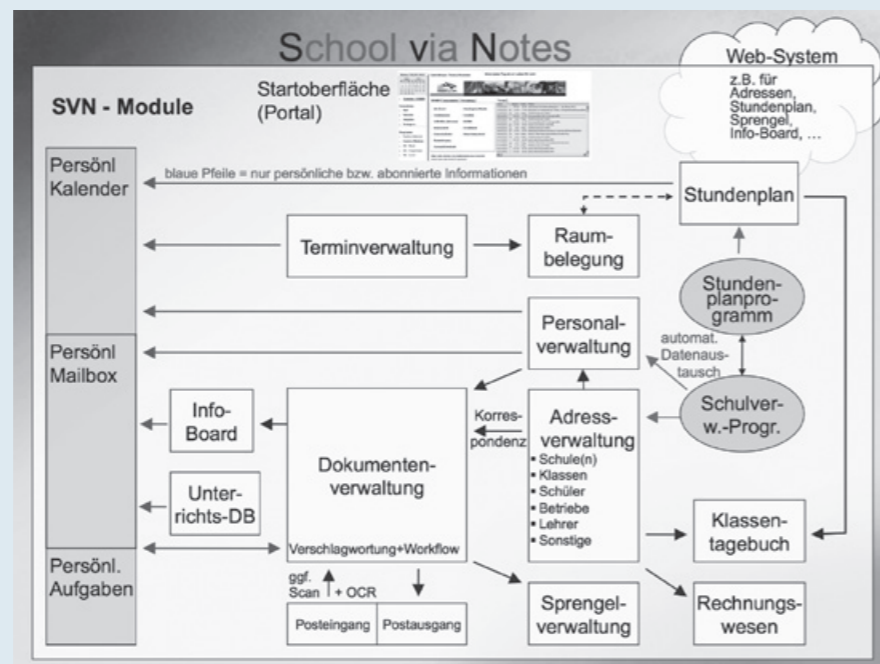 School via Notes
Web-System
z.B. für
Adressen,
Stundenplan,
Sprengel,
Info-Board, ...
SVN - Module
Startoberfläche
(Portal)
Persönl
Kalender
blaue Pfeile = nur persönliche bzw. abonnierte Informationen
Stundenplan
Terminverwaltung
Raum-
belegung
Stunden-
planpro-
gramm
Personal-
verwaltung
automat.
Datenaus-
tausch
Persönl
Mailbox
Schulver-
w.-Progr.
Info-
Board
Dokumenten-
verwaltung
Verschlagwortung+Workflow
Korres-
pondenz
Adress-
verwaltung
▪ Schule(n)
▪ Klassen
▪ Schüler
▪ Betriebe
▪ Lehrer
▪ Sonstige
Unter-
richts-DB
Klassen-
tagebuch
Persönl.
Aufgaben
ggf.
Scan + OCR
Posteingang
Postausgang
Sprengel-
verwaltung
Rechnungs-
wesen